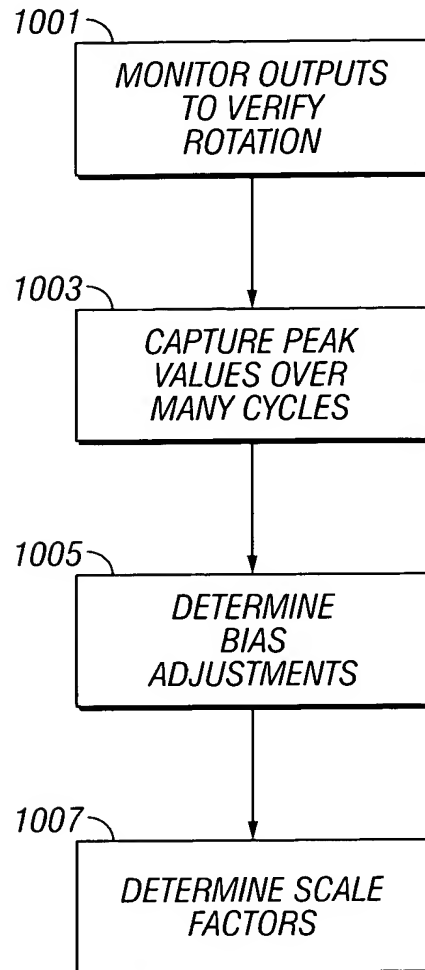 1001
MONITOR OUTPUTS
TO VERIFY
ROTATION
1003
CAPTURE PEAK
VALUES OVER
MANY CYCLES
1005
DETERMINE
BIAS
ADJUSTMENTS
1007
DETERMINE SCALE
FACTORS